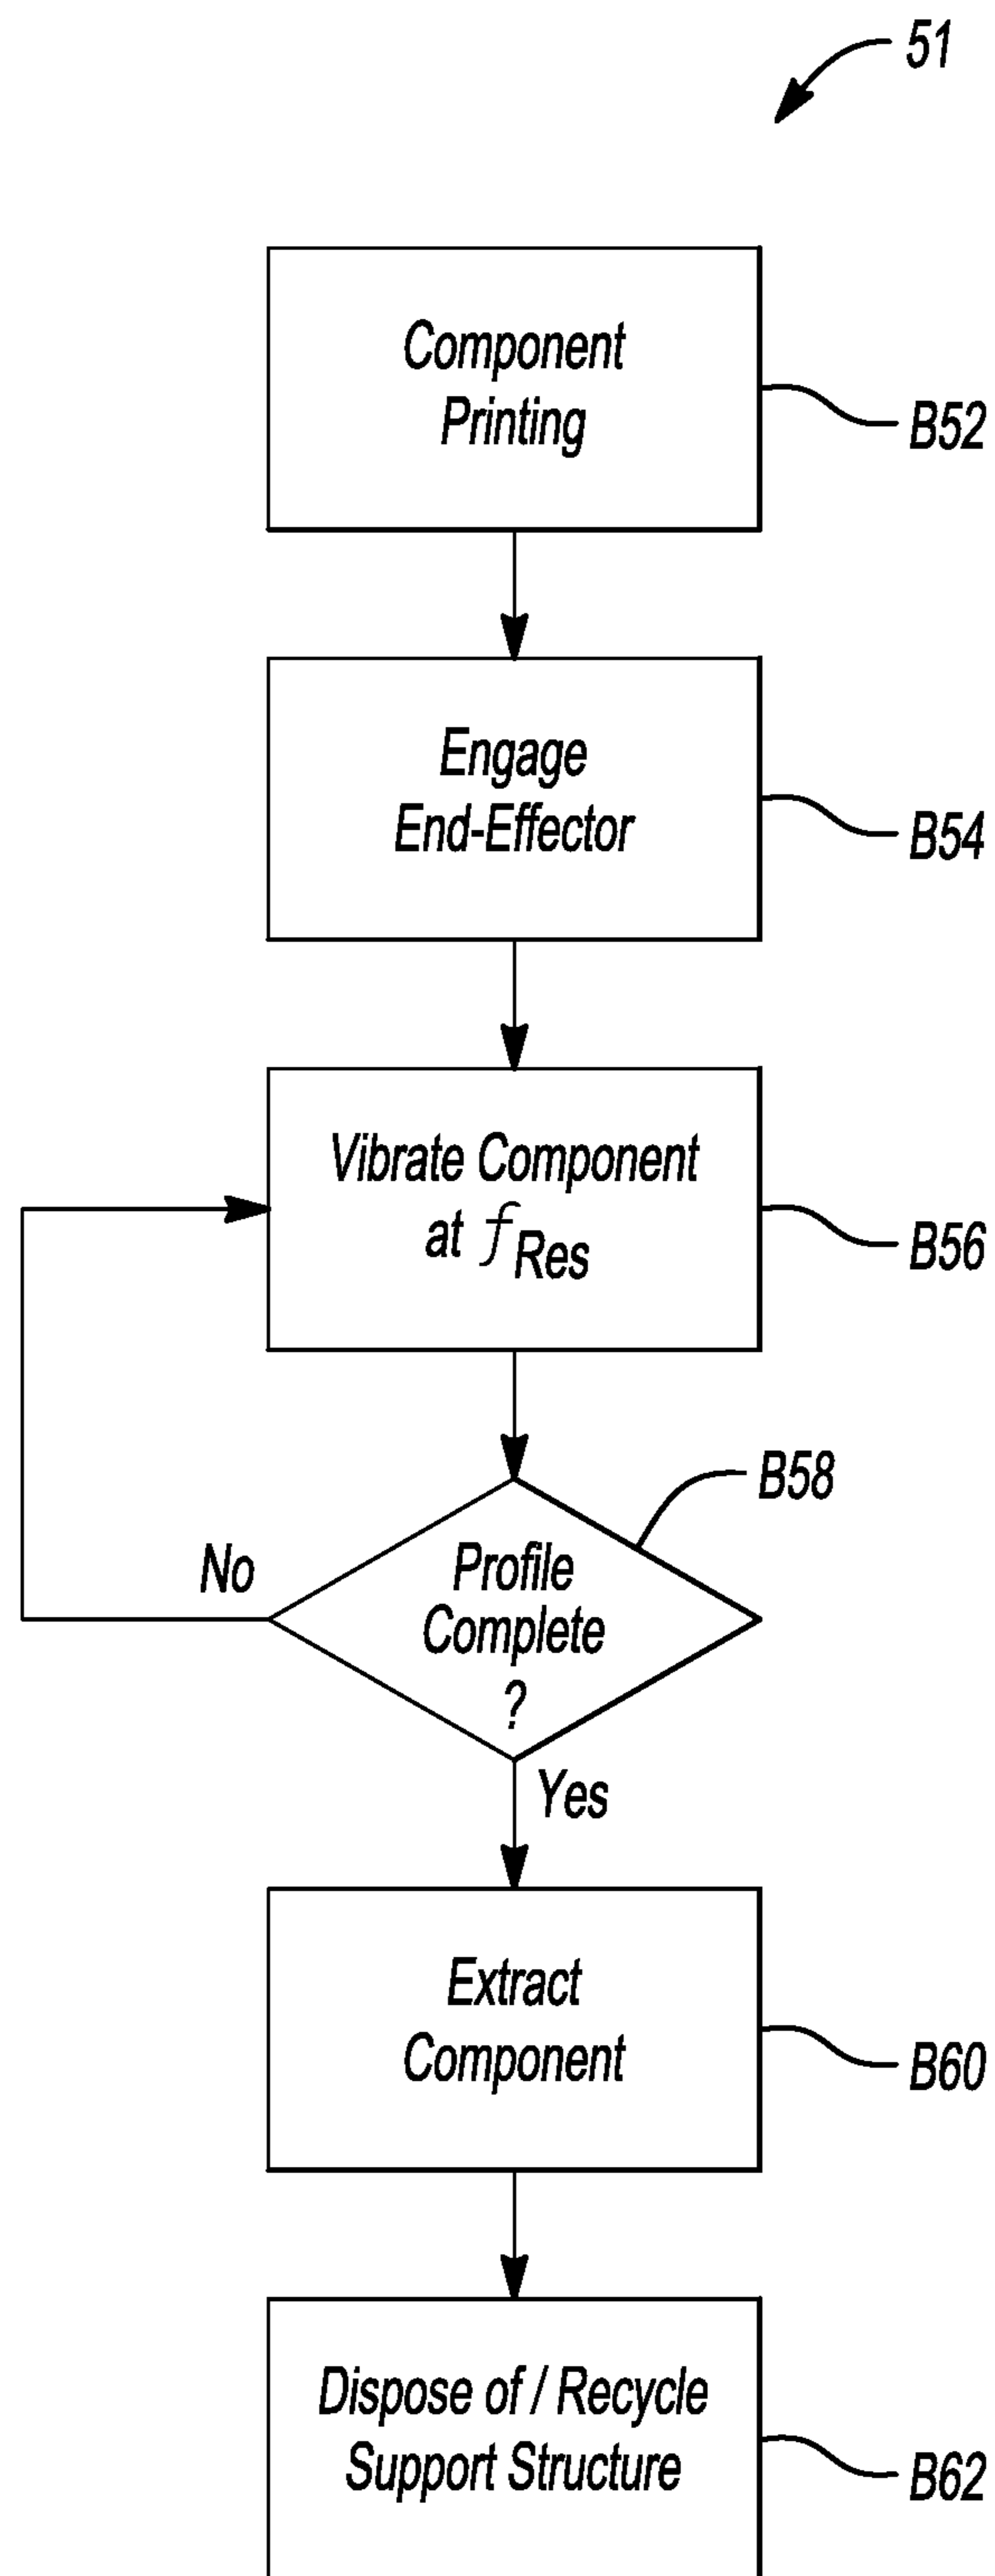 51
Component
Printing
B52
Engage
End-Effector
B54
Vibrate Component
at fRes
B56
B58
No
Profile
Complete
?
Yes
Extract
Component
B60
Dispose of / Recycle
Support Structure
B62